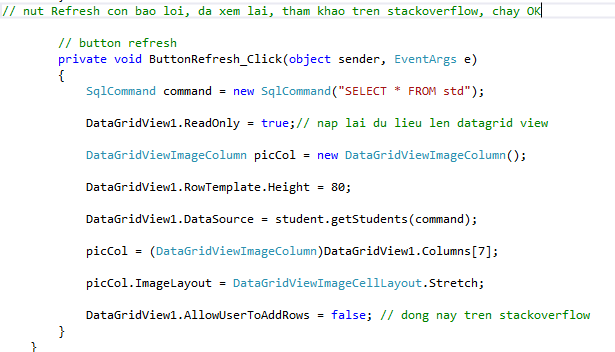 // nut Refresh con bao loi, da xem lai, tham khao tren stackoverflow, chay OK
// button refresh
private void ButtonRefresh_Click(object sender, EventArgs e)
{
SqlCommand command = new SqlCommand("SELECT * FROM std");
DataGridView1.ReadOnly = true;// nap lai du lieu len datagrid view
DataGridViewImageColumn picCol = new DataGridViewImageColumn();
DataGridView1.RowTemplate.Height = 80;
DataGridView1.DataSource = student.getStudents(command);
picCol = (DataGridViewImageColumn)DataGridView1.Columns[7];
picCol.ImageLayout = DataGridViewImageCellLayout.Stretch;
DataGridView1.AllowUserToAddRows = false; // dong nay tren stackoverflow
}
}